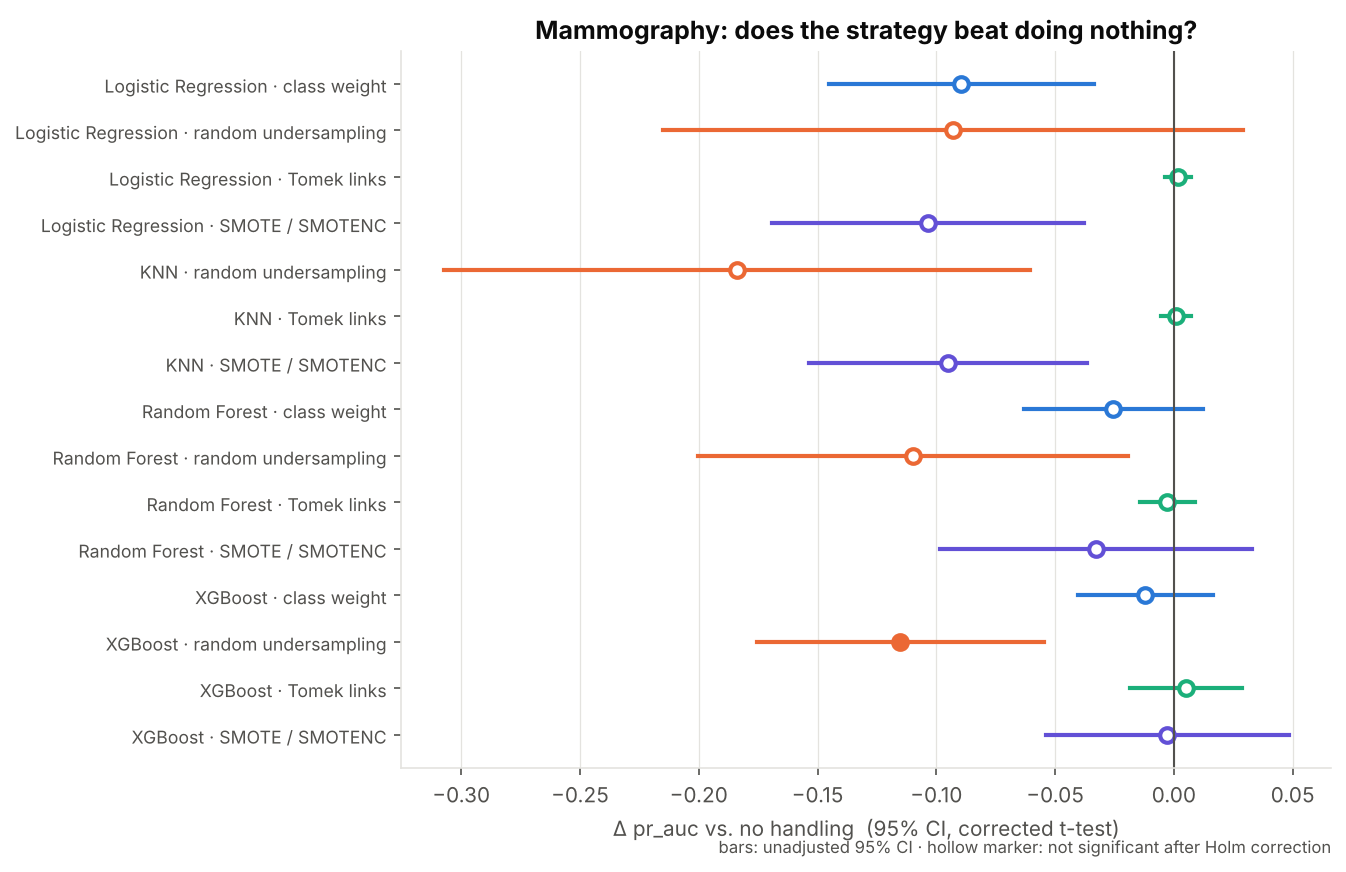 Mammography: does the strategy beat doing nothing?
Logistic Regression · class weight
Logistic Regression · random undersampling
Logistic Regression · Tomek links
Logistic Regression · SMOTE / SMOTENC
KNN · random undersampling
KNN · Tomek links
KNN · SMOTE / SMOTENC
Random Forest · class weight
Random Forest · random undersampling
Random Forest · Tomek links
Random Forest · SMOTE / SMOTENC
XGBoost · class weight
XGBoost · random undersampling
XGBoost · Tomek links
XGBoost · SMOTE / SMOTENC
−0.30 −0.25 −0.20 −0.15 −0.10 −0.05 0.00 0.05
Δ pr_auc vs. no handling (95% CI, corrected t-test)
bars: unadjusted 95% CI · hollow marker: not significant after Holm correction